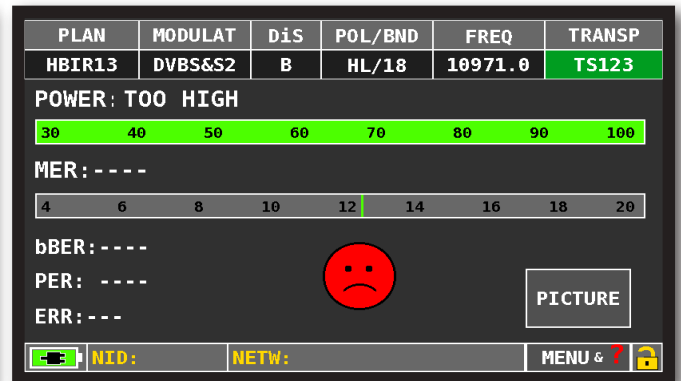 PLAN MODULAT DiS POL/BND FREQ TRANSP
HBIR13 DVBS&S2 B HL/18 10971.0 TS123
POWER: TOO HIGH
30 40 50 60 70 80 90 100
MER:----
4 6 8 10 12 14 16 18 20
bBER:----
PER: ----
PICTURE
ERR:---
NID: NETW: MENU & ?